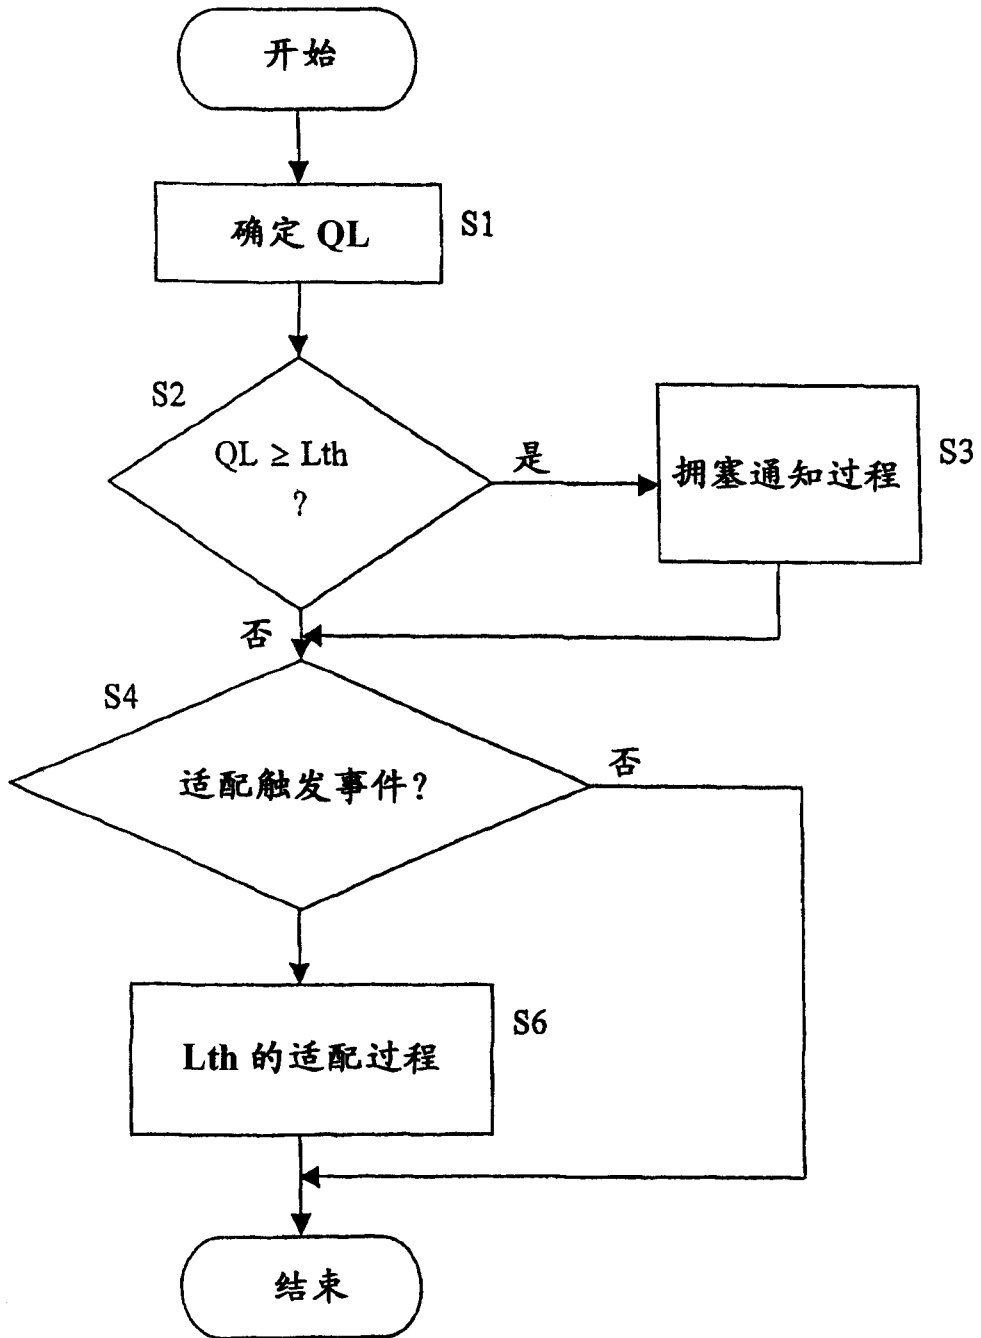 开始
确定 QL
S1
S2
QL ≥ Lth
?
是
拥塞通知过程
S3
否
S4
适配触发事件?
否
Lth 的适配过程
S6
结束